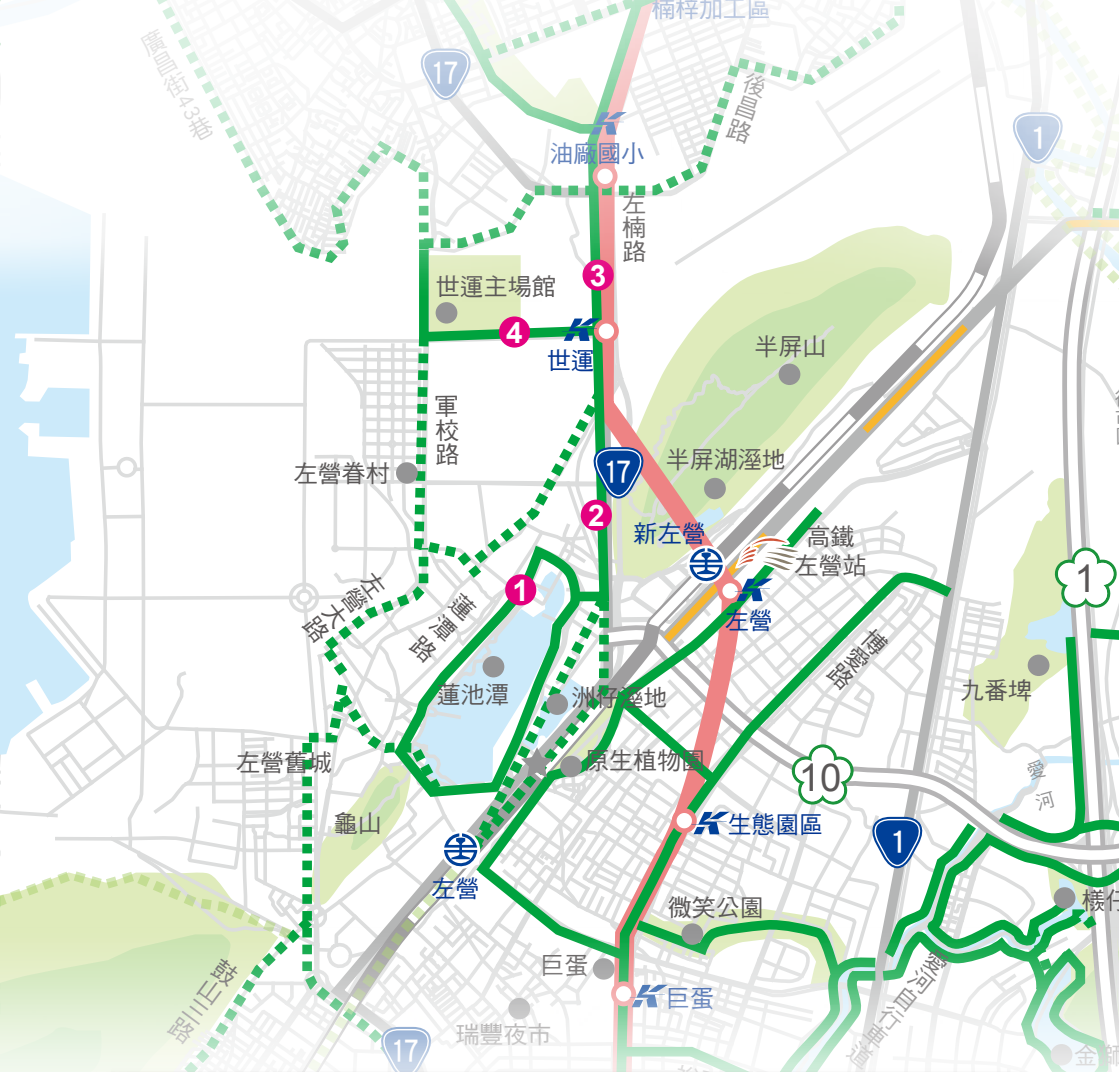 楠梓加工區
廣昌街43巷
17
後昌路
1
油廠國小
左楠路
3
世運主場館
4
世運
半屏山
軍校路
左營眷村
17
半屏湖溼地
2
新左營
高鐵
左營站
1
左營
1
左營大路
蓮潭路
博愛路
蓮池潭
洲仔溼地
九番埤
左營舊城
原生植物園
10
愛河
龜山
生態園區
1
左營
微笑公園
檨仔
巨蛋
巨蛋
鼓山三路
愛河自行車道
瑞豐夜市
17
金獅